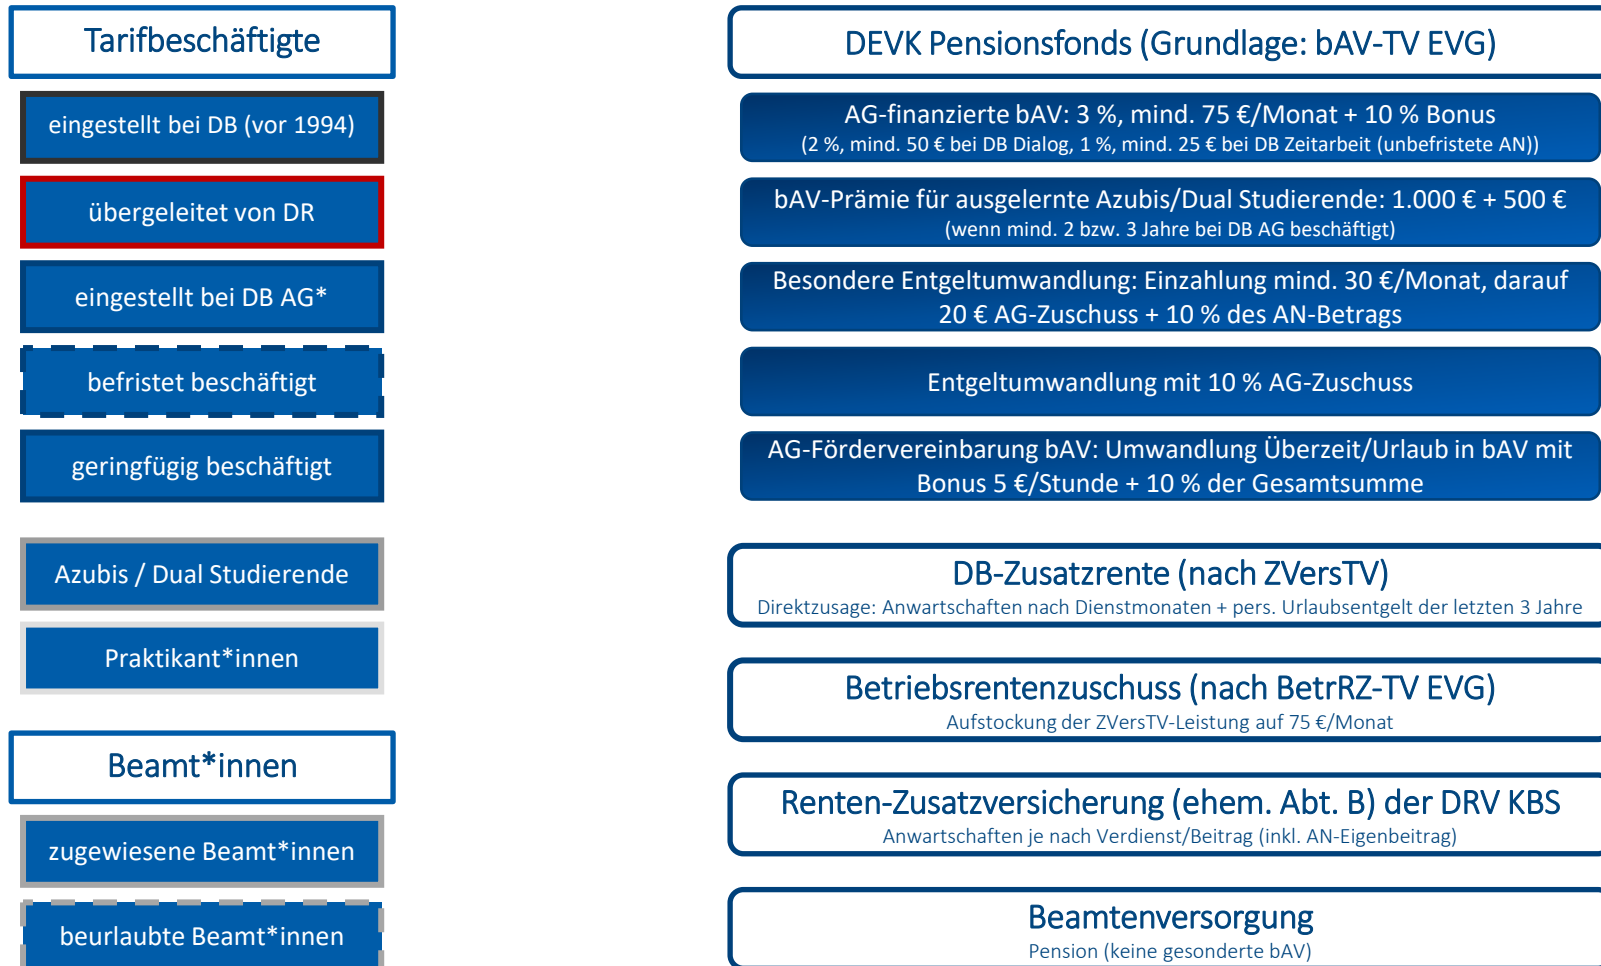 Tarifbeschäftigte
eingestellt bei DB (vor 1994)
übergeleitet von DR
eingestellt bei DB AG*
befristet beschäftigt
geringfügig beschäftigt
Azubis / Dual Studierende
Praktikant*innen
Beamt*innen
zugewiesene Beamt*innen
beurlaubte Beamt*innen
DEVK Pensionsfonds (Grundlage: bAV-TV EVG)
AG-finanzierte bAV: 3 %, mind. 75 €/Monat + 10 % Bonus
(2 %, mind. 50 € bei DB Dialog, 1 %, mind. 25 € bei DB Zeitarbeit (unbefristete AN))
bAV-Prämie für ausgelernte Azubis/Dual Studierende: 1.000 € + 500 €
(wenn mind. 2 bzw. 3 Jahre bei DB AG beschäftigt)
Besondere Entgeltumwandlung: Einzahlung mind. 30 €/Monat, darauf
20 € AG-Zuschuss + 10 % des AN-Betrags
Entgeltumwandlung mit 10 % AG-Zuschuss
AG-Fördervereinbarung bAV: Umwandlung Überzeit/Urlaub in bAV mit
Bonus 5 €/Stunde + 10 % der Gesamtsumme
DB-Zusatzrente (nach ZVersTV)
Direktzusage: Anwartschaften nach Dienstmonaten + pers. Urlaubsentgelt der letzten 3 Jahre
Betriebsrentenzuschuss (nach BetrRZ-TV EVG)
Aufstockung der ZVersTV-Leistung auf 75 €/Monat
Renten-Zusatzversicherung (ehem. Abt. B) der DRV KBS
Anwartschaften je nach Verdienst/Beitrag (inkl. AN-Eigenbeitrag)
Beamtenversorgung
Pension (keine gesonderte bAV)